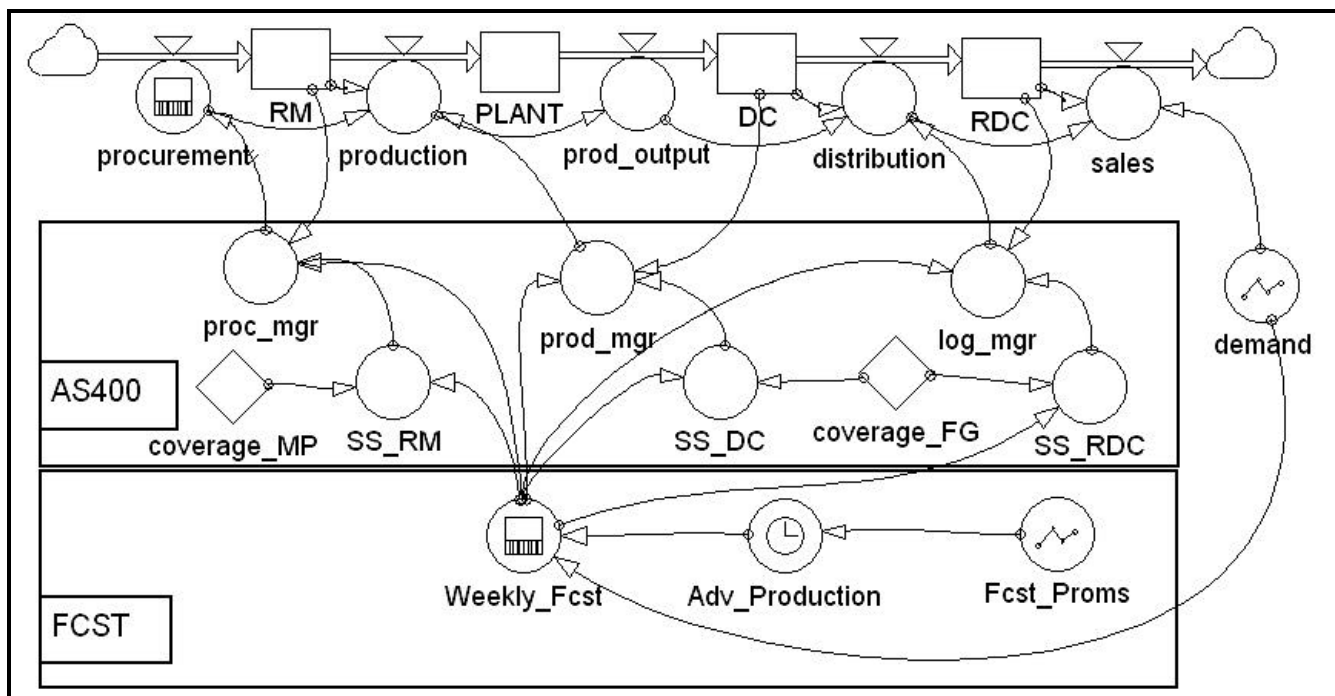 RM
PLANT
DC
RDC
procurement
production
prod_output
distribution
sales
proc_mgr
prod_mgr
log_mgr
demand
AS400
coverage_MP
SS_RM
SS_DC
coverage_FG
SS_RDC
Weekly_Fcst
Adv_Production
Fcst_Proms
FCST